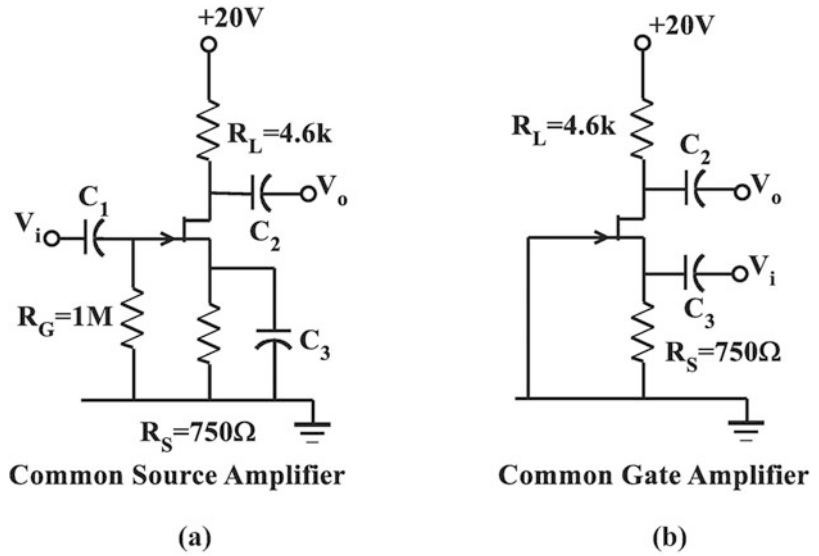 +20V
R_L=4.6k
C_1
V_i
V_o
C_2
R_G=1M
C_3
R_S=750Ω
Common Source Amplifier
(a)
+20V
R_L=4.6k
C_2
V_o
V_i
C_3
R_S=750Ω
Common Gate Amplifier
(b)